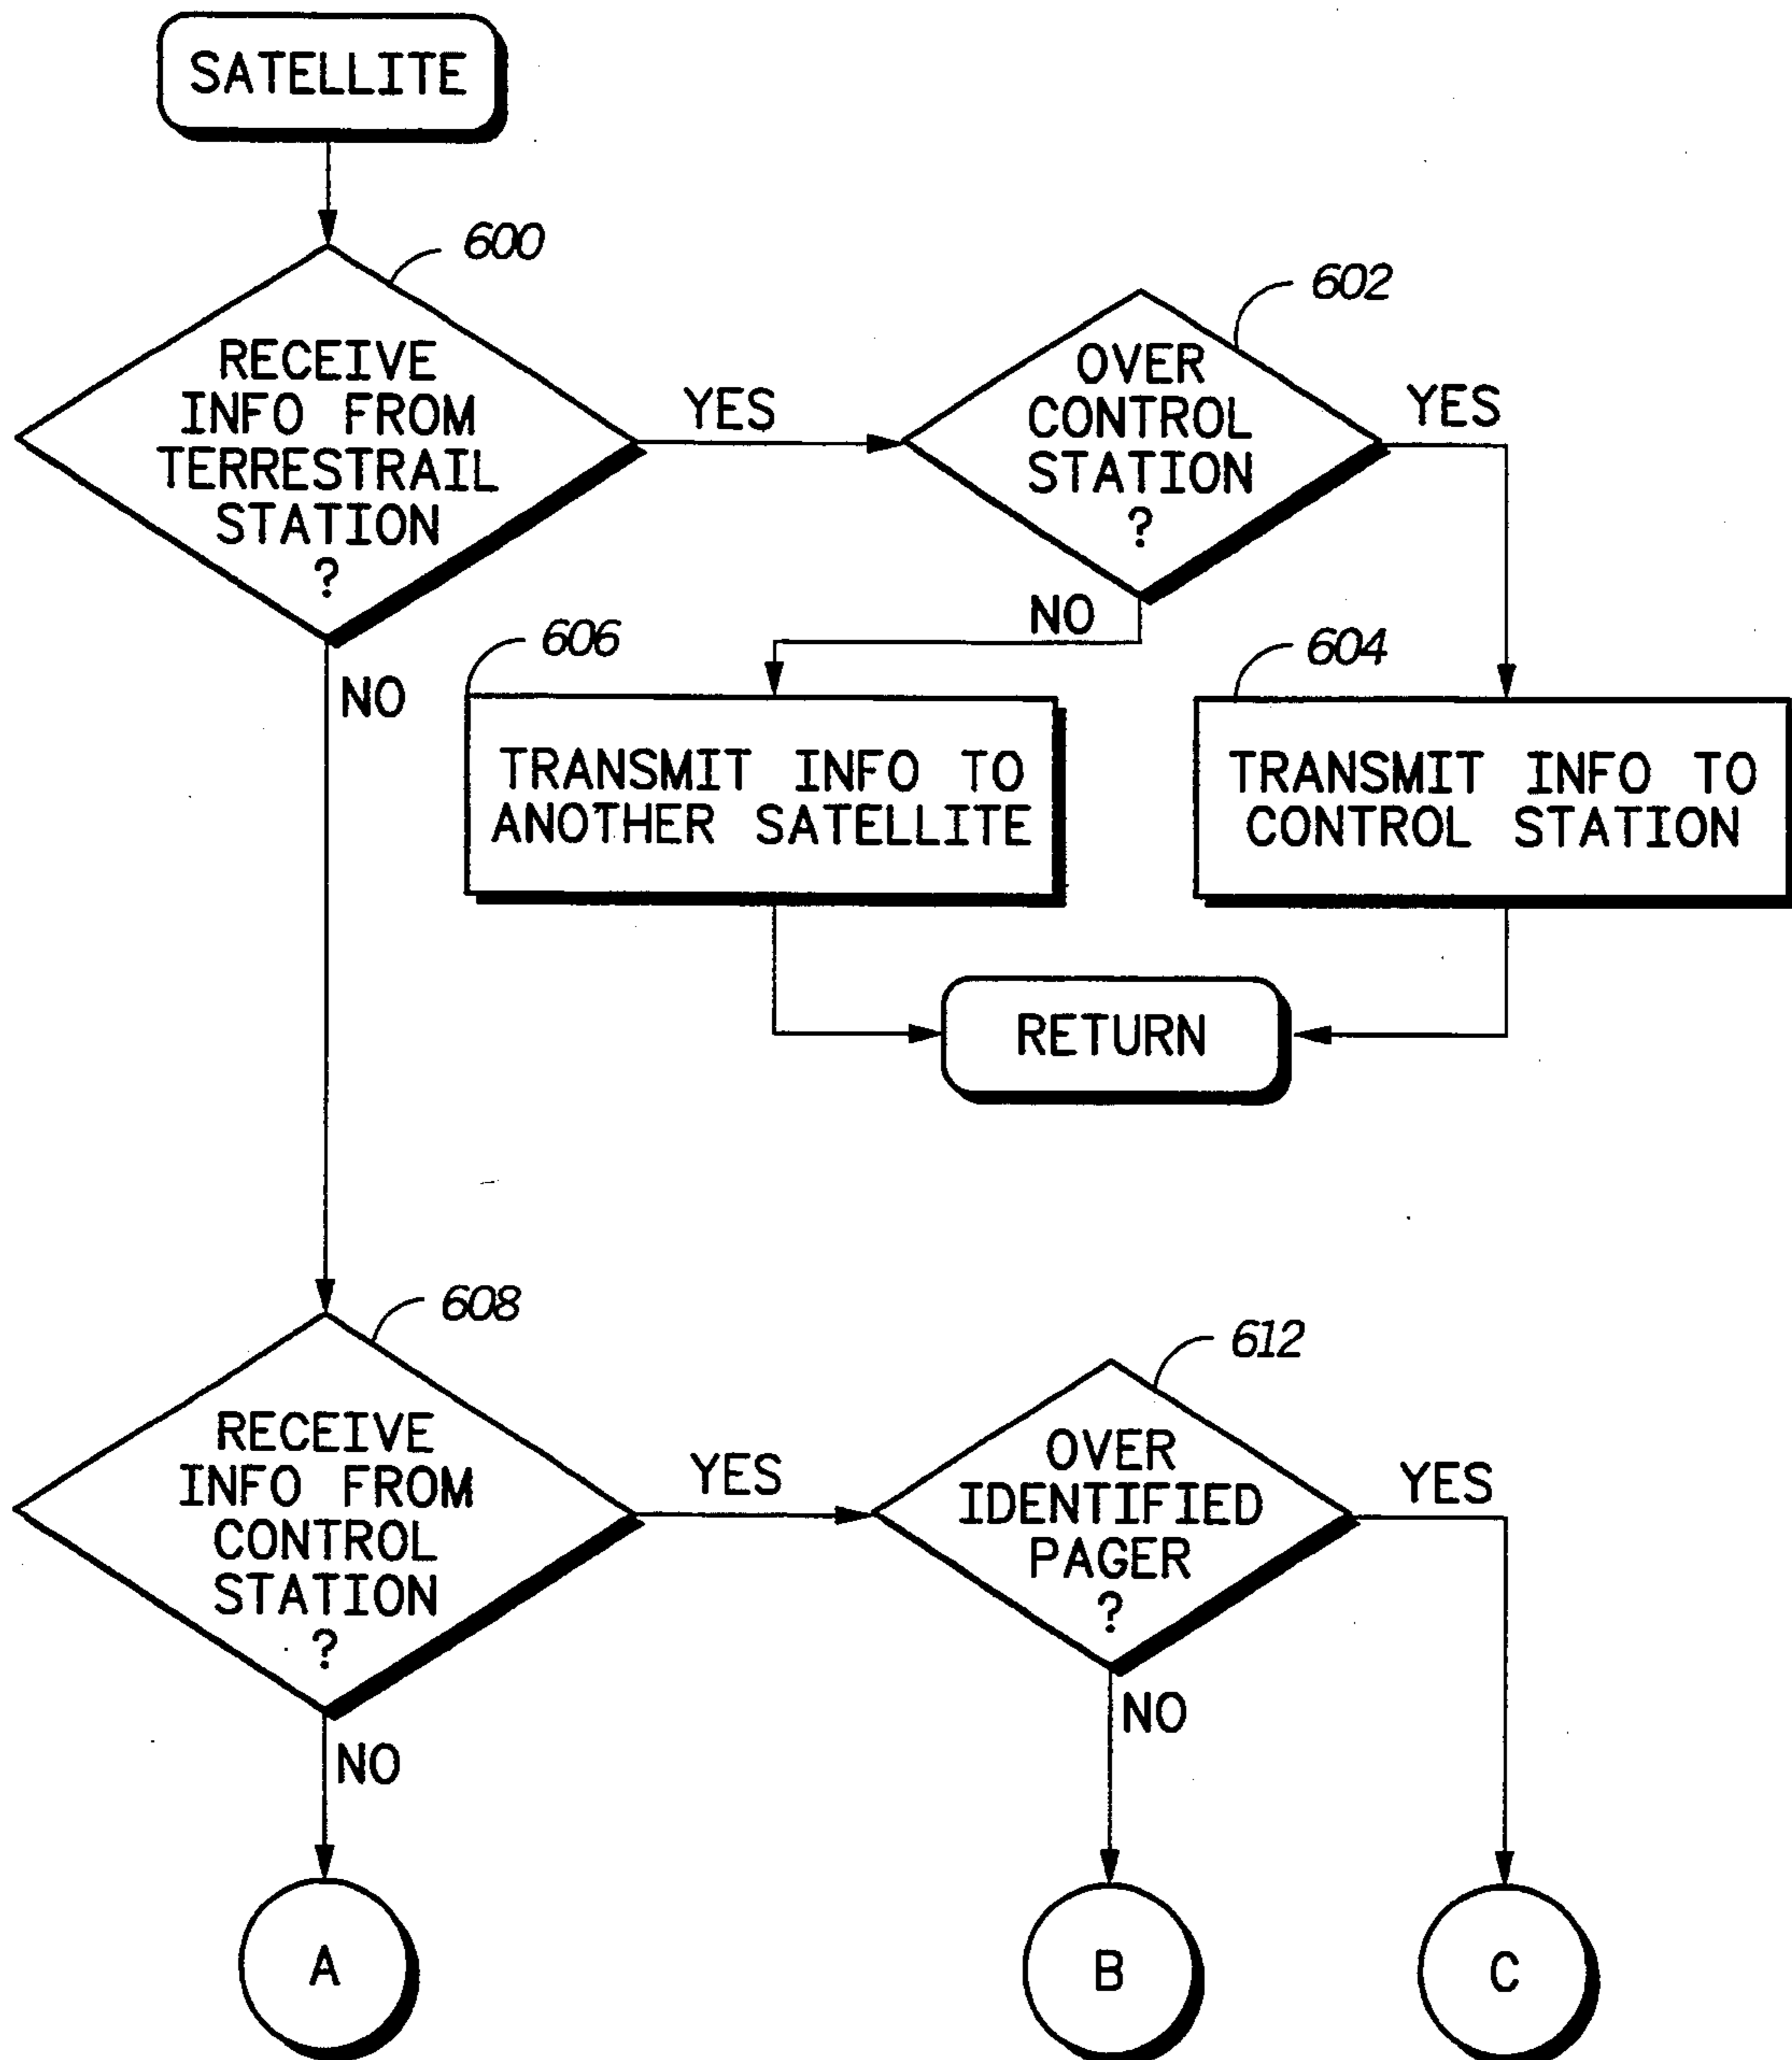 SATELLITE
600
RECEIVE
INFO FROM
TERRESTRAIL
STATION
?
YES
602
OVER
CONTROL
STATION
?
YES
NO
NO
606
TRANSMIT INFO TO
ANOTHER SATELLITE
604
TRANSMIT INFO TO
CONTROL STATION
RETURN
608
RECEIVE
INFO FROM
CONTROL
STATION
?
YES
612
OVER
IDENTIFIED
PAGER
?
YES
NO
NO
A
B
C